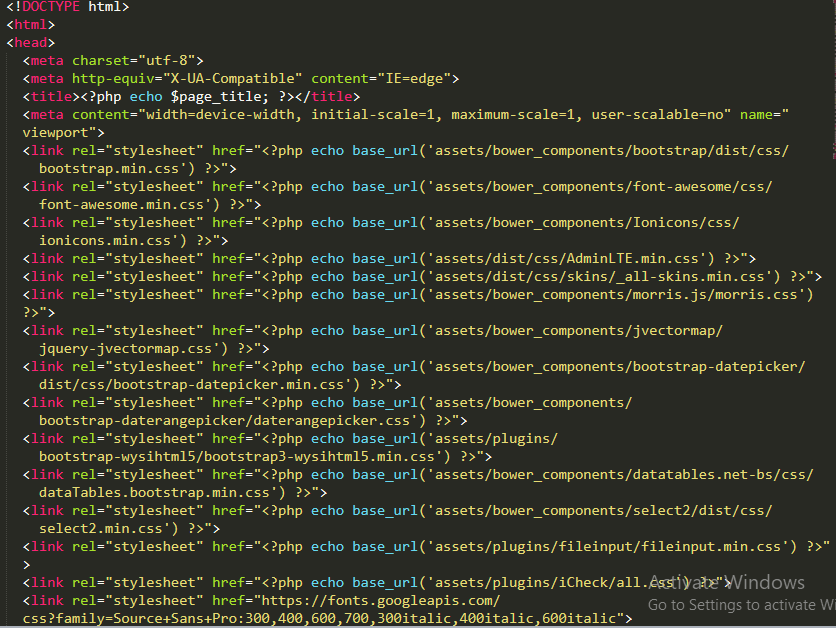 <!DOCTYPE html>
<html>
<head>
<meta charset="utf-8">
<meta http-equiv="X-UA-Compatible" content="IE=edge">
<title><?php echo $page_title; ?></title>
<meta content="width=device-width, initial-scale=1, maximum-scale=1, user-scalable=no" name="
viewport">
<link rel="stylesheet" href="<?php echo base_url('assets/bower_components/bootstrap/dist/css/
bootstrap.min.css') ?>">
<link rel="stylesheet" href="<?php echo base_url('assets/bower_components/font-awesome/css/
font-awesome.min.css') ?>">
<link rel="stylesheet" href="<?php echo base_url('assets/bower_components/Ionicons/css/
ionicons.min.css') ?>">
<link rel="stylesheet" href="<?php echo base_url('assets/dist/css/AdminLTE.min.css') ?>">
<link rel="stylesheet" href="<?php echo base_url('assets/dist/css/skins/_all-skins.min.css') ?>">
<link rel="stylesheet" href="<?php echo base_url('assets/bower_components/morris.js/morris.css')
?>">
<link rel="stylesheet" href="<?php echo base_url('assets/bower_components/jvectormap/
jquery-jvectormap.css') ?>">
<link rel="stylesheet" href="<?php echo base_url('assets/bower_components/bootstrap-datepicker/
dist/css/bootstrap-datepicker.min.css') ?>">
<link rel="stylesheet" href="<?php echo base_url('assets/bower_components/
bootstrap-daterangepicker/daterangepicker.css') ?>">
<link rel="stylesheet" href="<?php echo base_url('assets/plugins/
bootstrap-wysihtml5/bootstrap3-wysihtml5.min.css') ?>">
<link rel="stylesheet" href="<?php echo base_url('assets/bower_components/datatables.net-bs/css/
dataTables.bootstrap.min.css') ?>">
<link rel="stylesheet" href="<?php echo base_url('assets/bower_components/select2/dist/css/
select2.min.css') ?>">
<link rel="stylesheet" href="<?php echo base_url('assets/plugins/fileinput/fileinput.min.css') ?>"
>
<link rel="stylesheet" href="<?php echo base_url('assets/plugins/iCheck/all.css') ?>">
<link rel="stylesheet" href="https://fonts.googleapis.com/
css?family=Source+Sans+Pro:300,400,600,700,300italic,400italic,600italic">
Activate Windows
Go to Settings to activate Wi